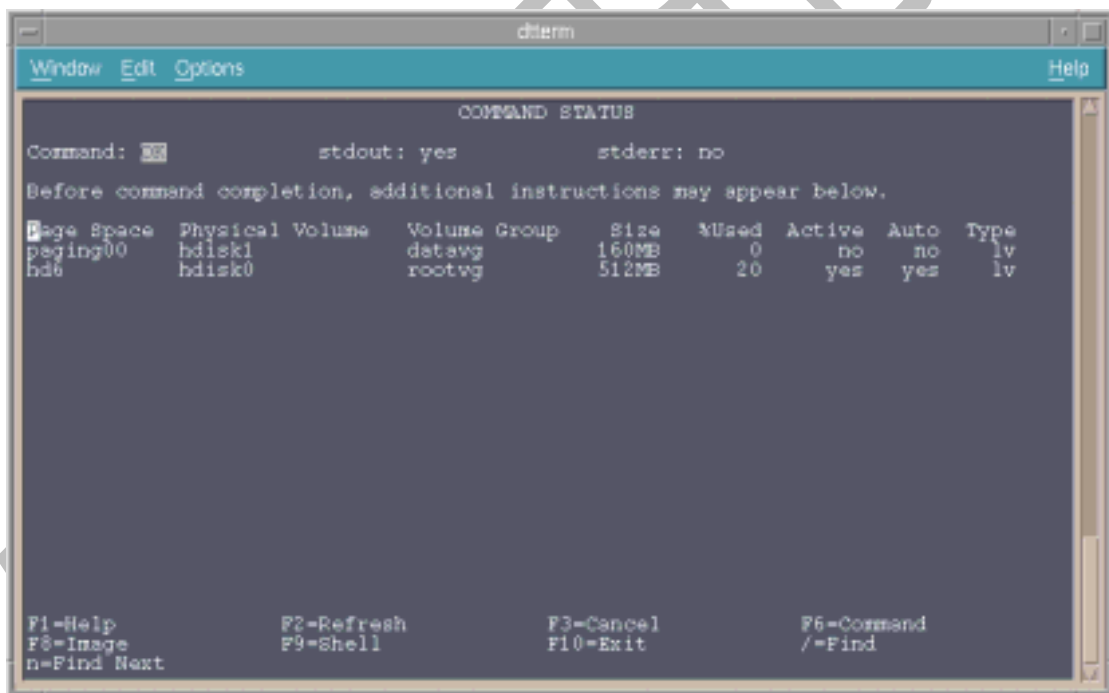 dtterm
Window Edit Options Help
COMMAND STATUS
Command: OK stdout: yes stderr: no
Before command completion, additional instructions may appear below.
Page Space Physical Volume Volume Group Size %Used Active Auto Type
paging00 hdisk1 datavg 160MB 0 no no lv
hd6 hdisk0 rootvg 512MB 20 yes yes lv
F1=Help F2=Refresh F3=Cancel F6=Command
F8=Image F9=Shell F10=Exit /=Find
n=Find Next